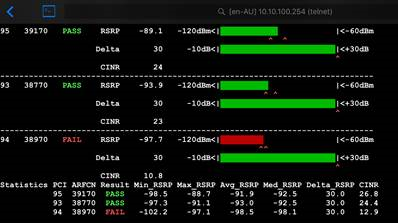 [en-AU] 10.10.100.254 (telnet)
95 39170 PASS RSRP -89.1 -120dBm<| |<-60dBm
^ ^
Delta 30 -10dB<| |<+30dB
^
CINR 24
--------------------------------------------------------------------------------
93 38770 PASS RSRP -93.9 -120dBm<| |<-60dBm
^ ^
Delta 30 -10dB<| |<+30dB
^
CINR 23
--------------------------------------------------------------------------------
94 38970 FAIL RSRP -97.7 -120dBm<| |<-60dBm
^^
Delta 30 -10dB<| |<+30dB
^
CINR 10.8
Statistics PCI ARFCN Result Min_RSRP Max_RSRP Avg_RSRP Med_RSRP Delta_RSRP CINR
95 39170 PASS -98.5 -88.7 -91.9 -92.5 30.0 26.8
93 38770 PASS -97.3 -91.1 -93.0 -92.5 30.0 24.4
94 38970 FAIL -102.2 -97.1 -98.5 -98.1 30.0 12.9